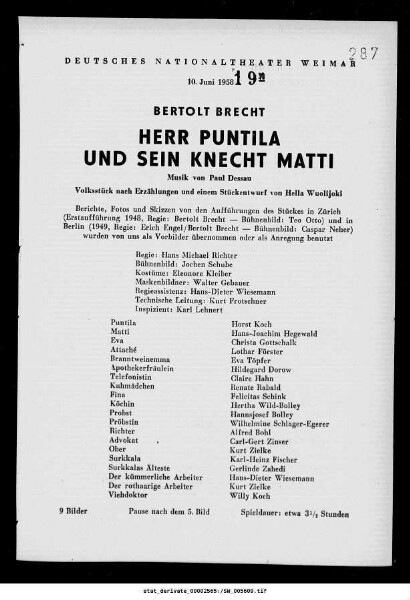 287
DEUTSCHES NATIONALTHEATER WEIMAR
10. Juni 1958 19ⁿ
BERTOLT BRECHT
HERR PUNTILA
UND SEIN KNECHT MATTI
Musik von Paul Dessau
Volksstück nach Erzählungen und einem Stückentwurf von Hella Wuolijoki
Berichte, Fotos und Skizzen von den Aufführungen des Stückes in Zürich
(Erstaufführung 1948, Regie: Bertolt Brecht — Bühnenbild: Teo Otto) und in
Berlin (1949, Regie: Erich Engel/Bertolt Brecht — Bühnenbild: Caspar Neher)
wurden von uns als Vorbilder übernommen oder als Anregung benutzt
Regie: Hans Michael Richter
Bühnenbild: Jochen Schube
Kostüme: Eleonore Kleiber
Maskenbildner: Walter Gebauer
Regieassistenz: Hans-Dieter Wiesemann
Technische Leitung: Kurt Protschner
Inspizient: Karl Lehnert
Puntila Horst Koch
Matti Hans-Joachim Hegewald
Eva Christa Gottschalk
Attaché Lothar Förster
Branntweinemma Eva Töpfer
Apothekerfräulein Hildegard Dorow
Telefonistin Claire Hahn
Kuhmädchen Renate Rabald
Fina Felicitas Schink
Köchin Hertha Wild-Bolley
Probst Hannsjosef Bolley
Pröbstin Wilhelmine Schlager-Egerer
Richter Alfred Bohl
Advokat Carl-Gert Zinser
Ober Kurt Zielke
Surkkala Karl-Heinz Fischer
Surkkalas Älteste Gerlinde Zahedi
Der kümmerliche Arbeiter Hans-Dieter Wiesemann
Der rothaarige Arbeiter Kurt Zielke
Viehdoktor Willy Koch
9 Bilder Pause nach dem 5. Bild Spieldauer: etwa 3½ Stunden
stat_derivate_00002565:/SW_005609.tif